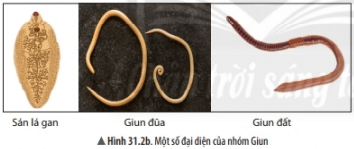 Sán lá gan Giun đũa Giun đất
▲ Hình 31.2b. Một số đại diện của nhóm Giun